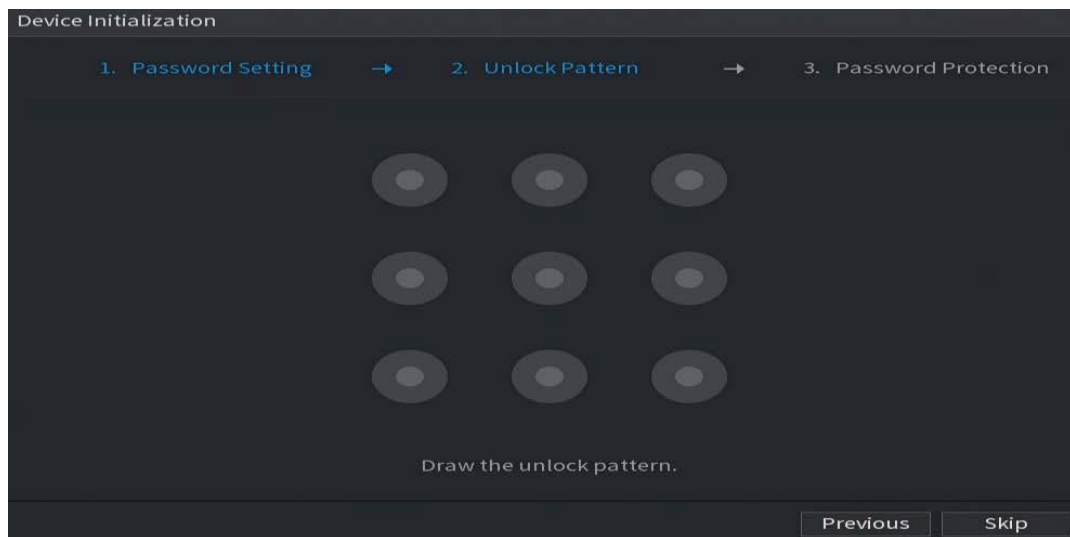 Device Initialization
1. Password Setting → 2. Unlock Pattern → 3. Password Protection
Draw the unlock pattern.
Previous Skip